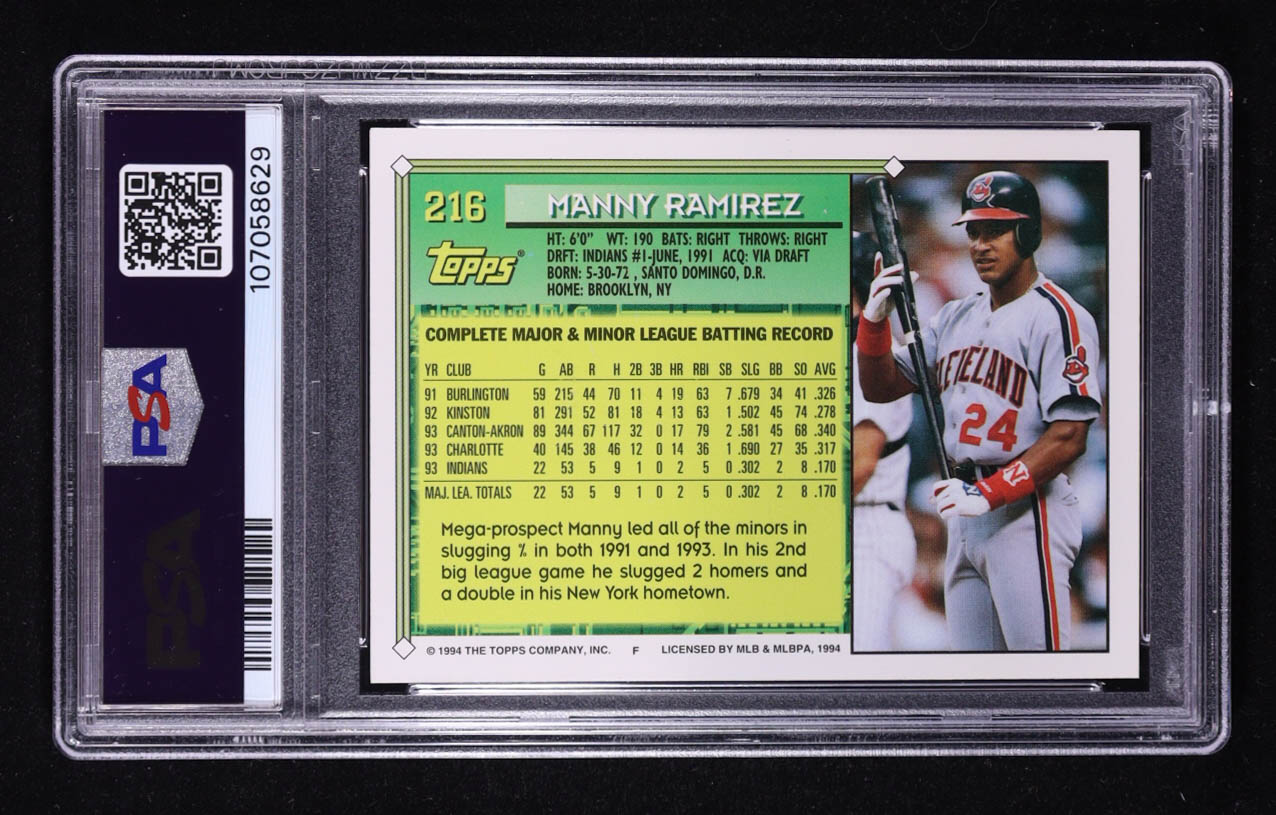 107058629
PSA
PSA
216
MANNY RAMIREZ
Topps®
HT: 6'0" WT: 190 BATS: RIGHT THROWS: RIGHT
DRFT: INDIANS #1-JUNE, 1991 ACQ: VIA DRAFT
BORN: 5-30-72 , SANTO DOMINGO, D.R.
HOME: BROOKLYN, NY
COMPLETE MAJOR & MINOR LEAGUE BATTING RECORD
YR CLUB G AB R H 2B 3B HR RBI SB SLG BB SO AVG
91 BURLINGTON 59 215 44 70 11 4 19 63 7 .679 34 41 .326
92 KINSTON 81 291 52 81 18 4 13 63 1 .502 45 74 .278
93 CANTON-AKRON 89 344 67 117 32 0 17 79 2 .581 45 68 .340
93 CHARLOTTE 40 145 38 46 12 0 14 36 1 .690 27 35 .317
93 INDIANS 22 53 5 9 1 0 2 5 0 .302 2 8 .170
MAJ. LEA. TOTALS 22 53 5 9 1 0 2 5 0 .302 2 8 .170
Mega-prospect Manny led all of the minors in
slugging % in both 1991 and 1993. In his 2nd
big league game he slugged 2 homers and
a double in his New York hometown.
© 1994 THE TOPPS COMPANY, INC. F LICENSED BY MLB & MLBPA, 1994
CLEVELAND
24
N